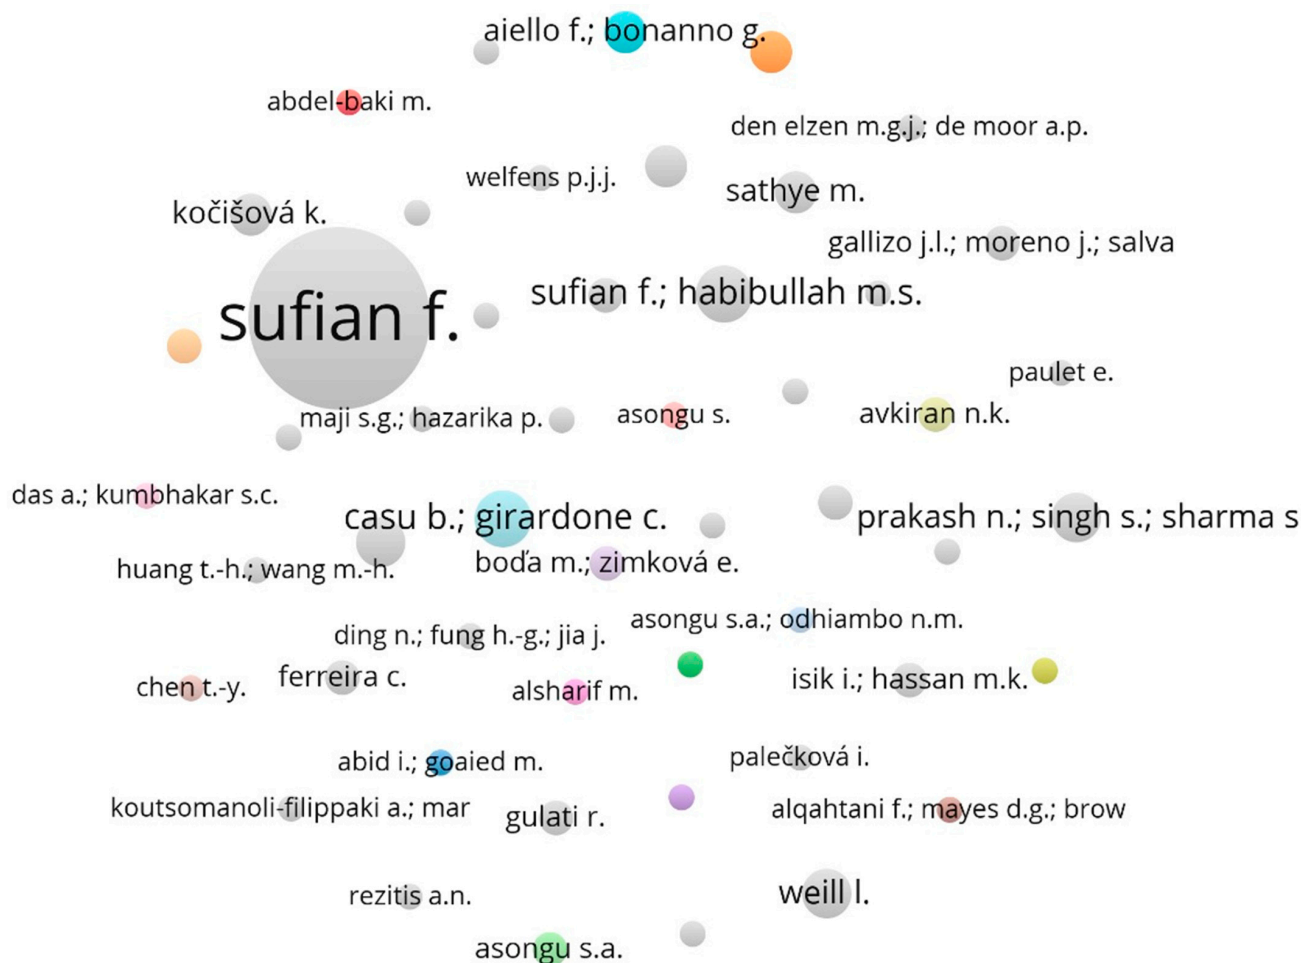 aiello f.; bonanno g.
abdel-baki m.
den elzen m.g.j.; de moor a.p.
welfens p.j.j.
sathye m.
kočišová k.
gallizo j.l.; moreno j.; salva
sufian f.; habibullah m.s.
sufian f.
paulet e.
maji s.g.; hazarika p.
asongu s.
avkiran n.k.
das a.; kumbhakar s.c.
casu b.; girardone c.
prakash n.; singh s.; sharma s
huang t.-h.; wang m.-h.
boďa m.; zimková e.
asongu s.a.; odhiambo n.m.
ding n.; fung h.-g.; jia j.
ferreira c.
isik i.; hassan m.k.
chen t.-y.
alsharif m.
abid i.; goaied m.
palečková i.
koutsomanoli-filippaki a.; mar
gulati r.
alqahtani f.; mayes d.g.; brow
rezitis a.n.
weill l.
asongu s.a.